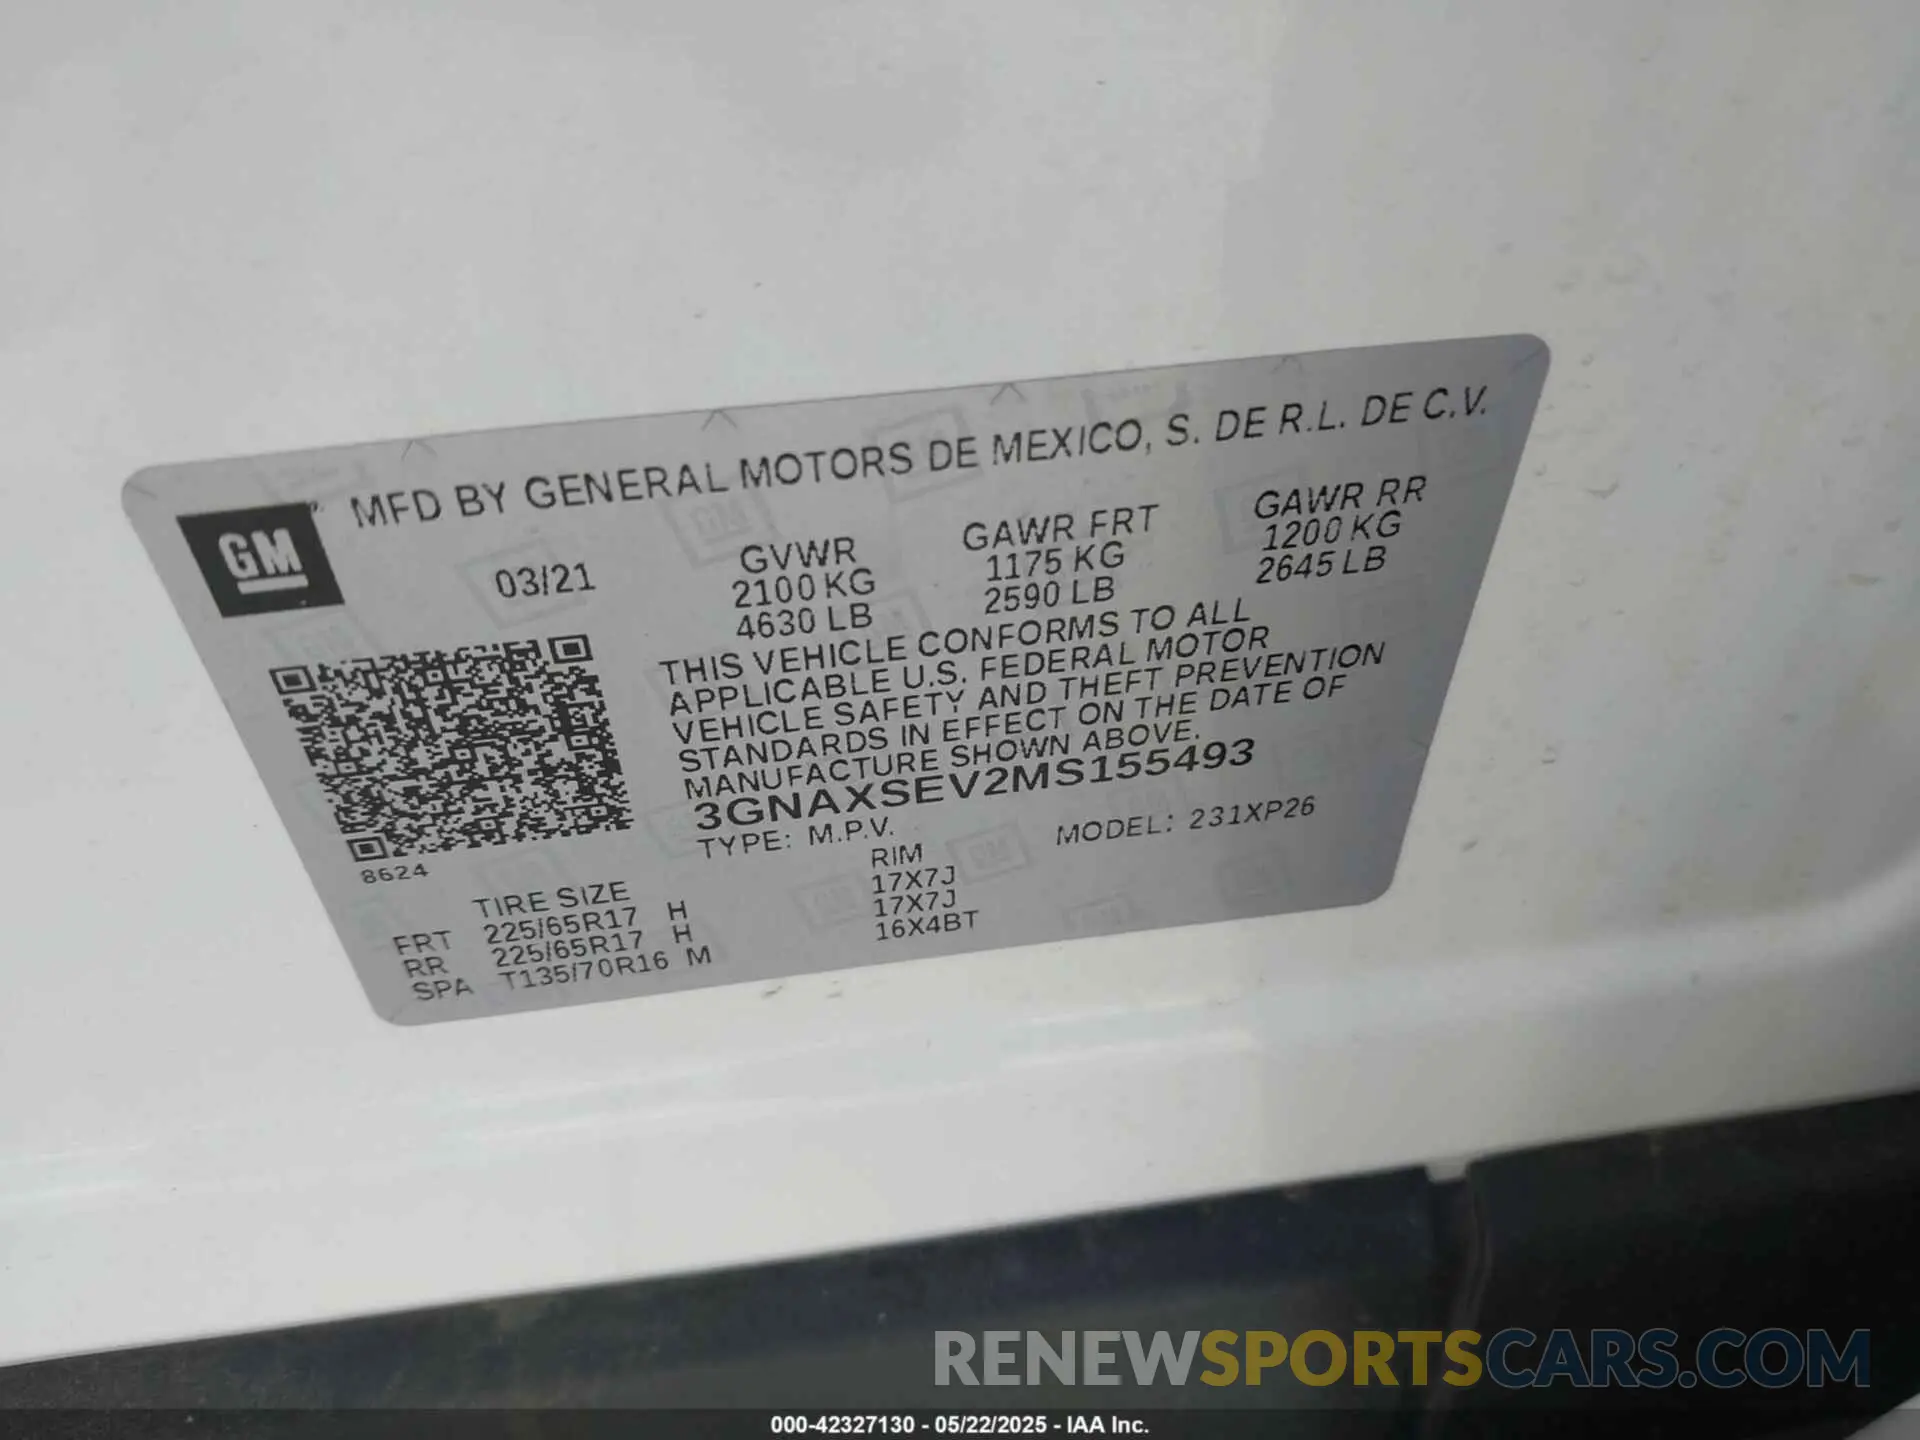 MFD BY GENERAL MOTORS DE MEXICO, S. DE R.L. DE C.V.
GM
03/21
GVWR GAWR FRT GAWR RR
2100 KG 1175 KG 1200 KG
4630 LB 2590 LB 2645 LB
THIS VEHICLE CONFORMS TO ALL
APPLICABLE U.S. FEDERAL MOTOR
VEHICLE SAFETY AND THEFT PREVENTION
STANDARDS IN EFFECT ON THE DATE OF
MANUFACTURE SHOWN ABOVE.
3GNAXSEV2MS155493
TYPE: M.P.V. MODEL: 231XP26
8624
TIRE SIZE RIM
FRT 225/65R17 H 17X7J
RR 225/65R17 H 17X7J
SPA T135/70R16 M 16X4BT
RENEWSPORTSCARS.COM
000-42327130 - 05/22/2025 - IAA Inc.